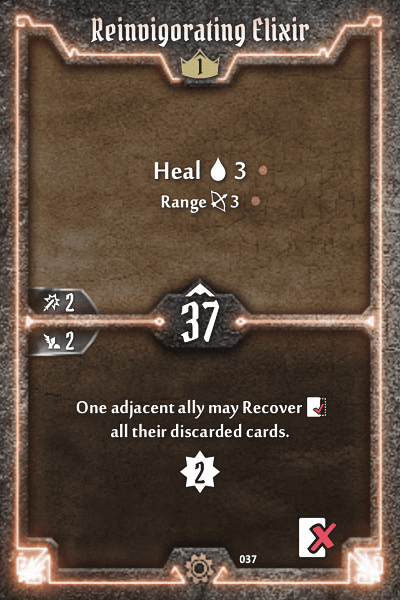 Reinvigorating Elixir
1
Heal 3
Range 3
2
37
2
One adjacent ally may Recover
all their discarded cards.
2
037